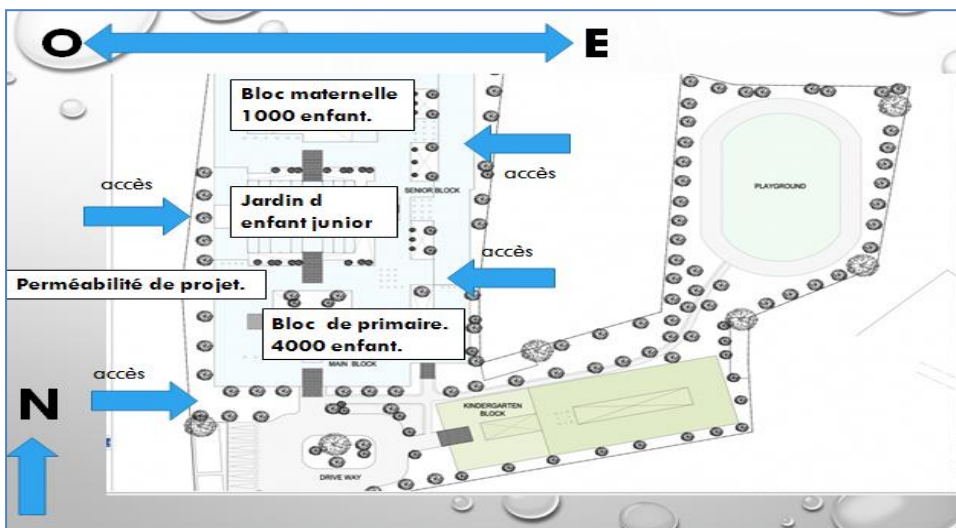 O
E
Bloc maternelle
1000 enfant.
accès
accès
SENIOR BLOCK
PLAYGROUND
Jardin d
enfant junior
accès
Perméabilité de projet.
Bloc de primaire.
4000 enfant.
MAIN BLOCK
accès
N
KINDERGARTEN
BLOCK
DRIVE WAY